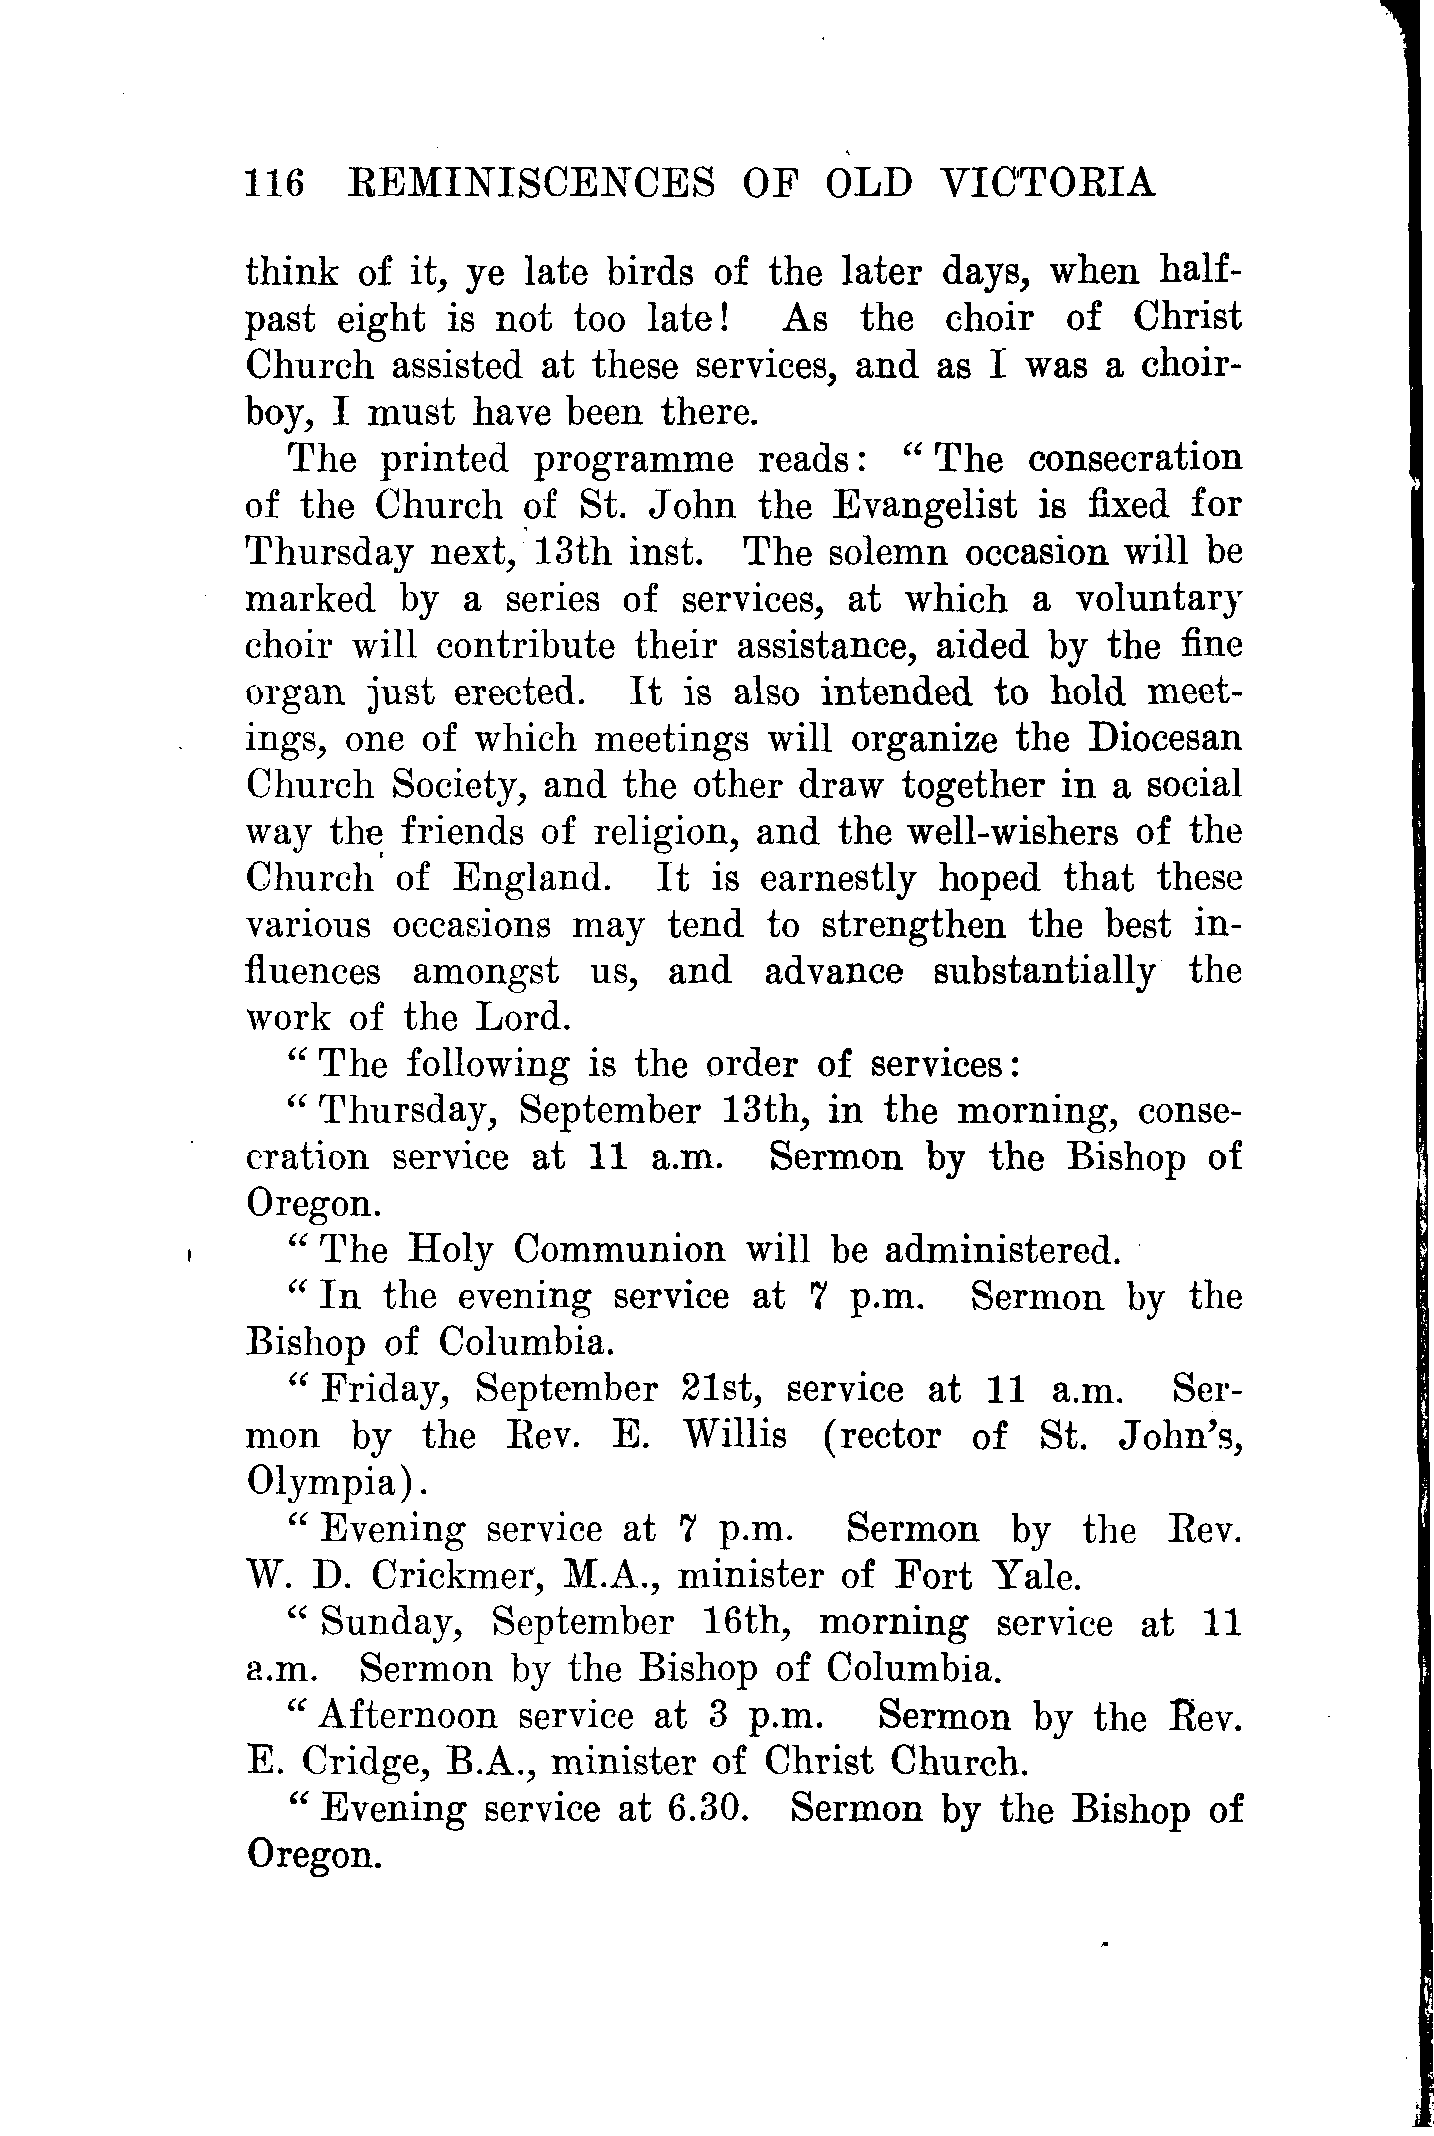 116 REMINISCENCES OF OLD VICTORIA
think of it, ye late birds of the later days, when half-
past eight is not too late! As the choir of Christ
Church assisted at these services, and as I was a choir-
boy, I must have been there.
The printed programme reads: “The consecration
of the Church of St. John the Evangelist is fixed for
Thursday next, 13th inst. The solemn occasion will be
marked by a series of services, at which a voluntary
choir will contribute their assistance, aided by the fine
organ just erected. It is also intended to hold meet-
ings, one of which meetings will organize the Diocesan
Church Society, and the other draw together in a social
way the friends of religion, and the well-wishers of the
Church of England. It is earnestly hoped that these
various occasions may tend to strengthen the best in-
fluences amongst us, and advance substantially the
work of the Lord.
“The following is the order of services:
“Thursday, September 13th, in the morning, conse-
cration service at 11 a.m. Sermon by the Bishop of
Oregon.
“The Holy Communion will be administered.
“In the evening service at 7 p.m. Sermon by the
Bishop of Columbia.
“Friday, September 21st, service at 11 a.m. Ser-
mon by the Rev. E. Willis (rector of St. John's,
Olympia).
“Evening service at 7 p.m. Sermon by the Rev.
W. D. Crickmer, M.A., minister of Fort Yale.
“Sunday, September 16th, morning service at 11
a.m. Sermon by the Bishop of Columbia.
“Afternoon service at 3 p.m. Sermon by the Rev.
E. Cridge, B.A., minister of Christ Church.
“Evening service at 6.30. Sermon by the Bishop of
Oregon.